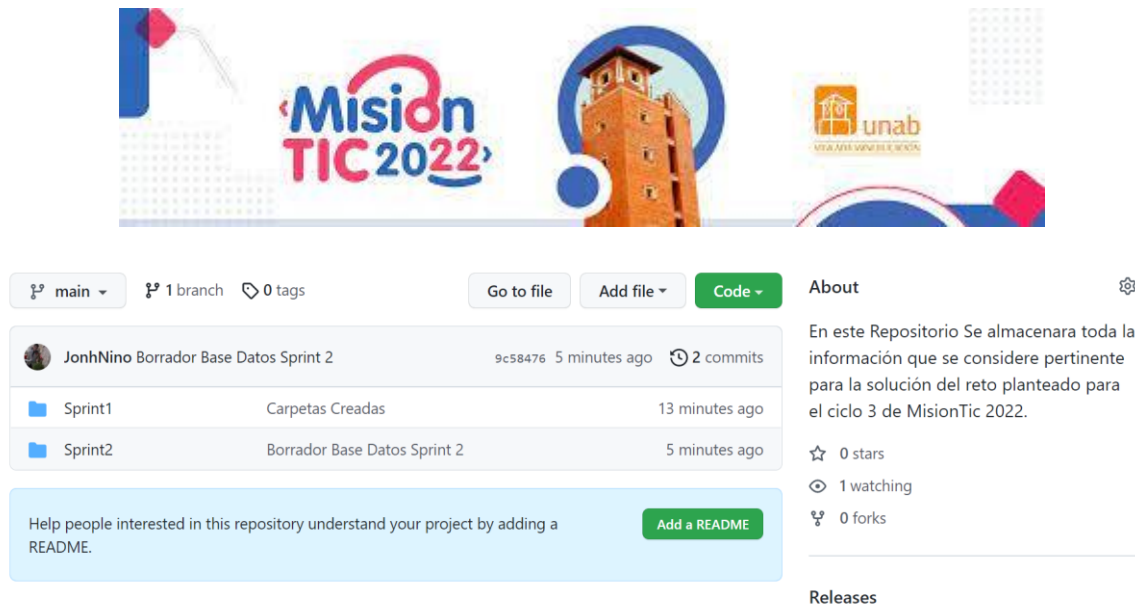 ‹Misión
TIC2022›
unab
main
1 branch
0 tags
Go to file
Add file
Code
JonhNino Borrador Base Datos Sprint 2
9c58476 5 minutes ago
2 commits
Sprint1
Carpetas Creadas
13 minutes ago
Sprint2
Borrador Base Datos Sprint 2
5 minutes ago
Help people interested in this repository understand your project by adding a
README.
Add a README
About
En este Repositorio Se almacenara toda la
información que se considere pertinente
para la solución del reto planteado para
el ciclo 3 de MisionTic 2022.
0 stars
1 watching
0 forks
Releases